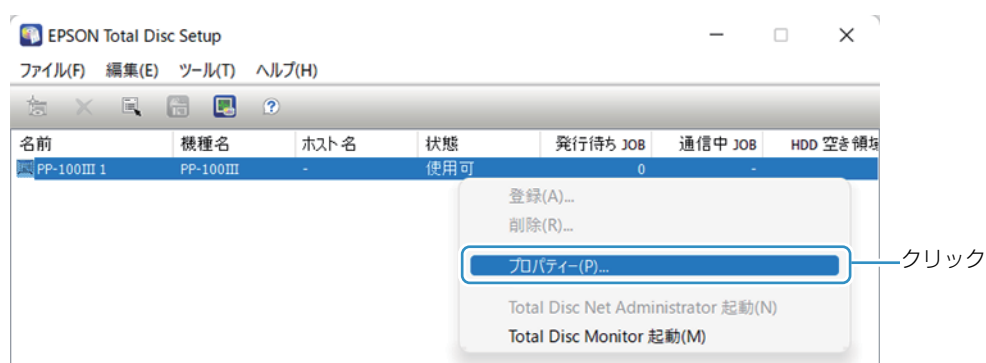 EPSON Total Disc Setup
ファイル(F) 編集(E) ツール(T) ヘルプ(H)
名前 機種名 ホスト名 状態 発行待ち JOB 通信中 JOB HDD 空き領域
PP-100Ⅲ 1 PP-100Ⅲ - 使用可 0 -
登録(A)...
削除(R)...
プロパティー(P)...
クリック
Total Disc Net Administrator 起動(N)
Total Disc Monitor 起動(M)